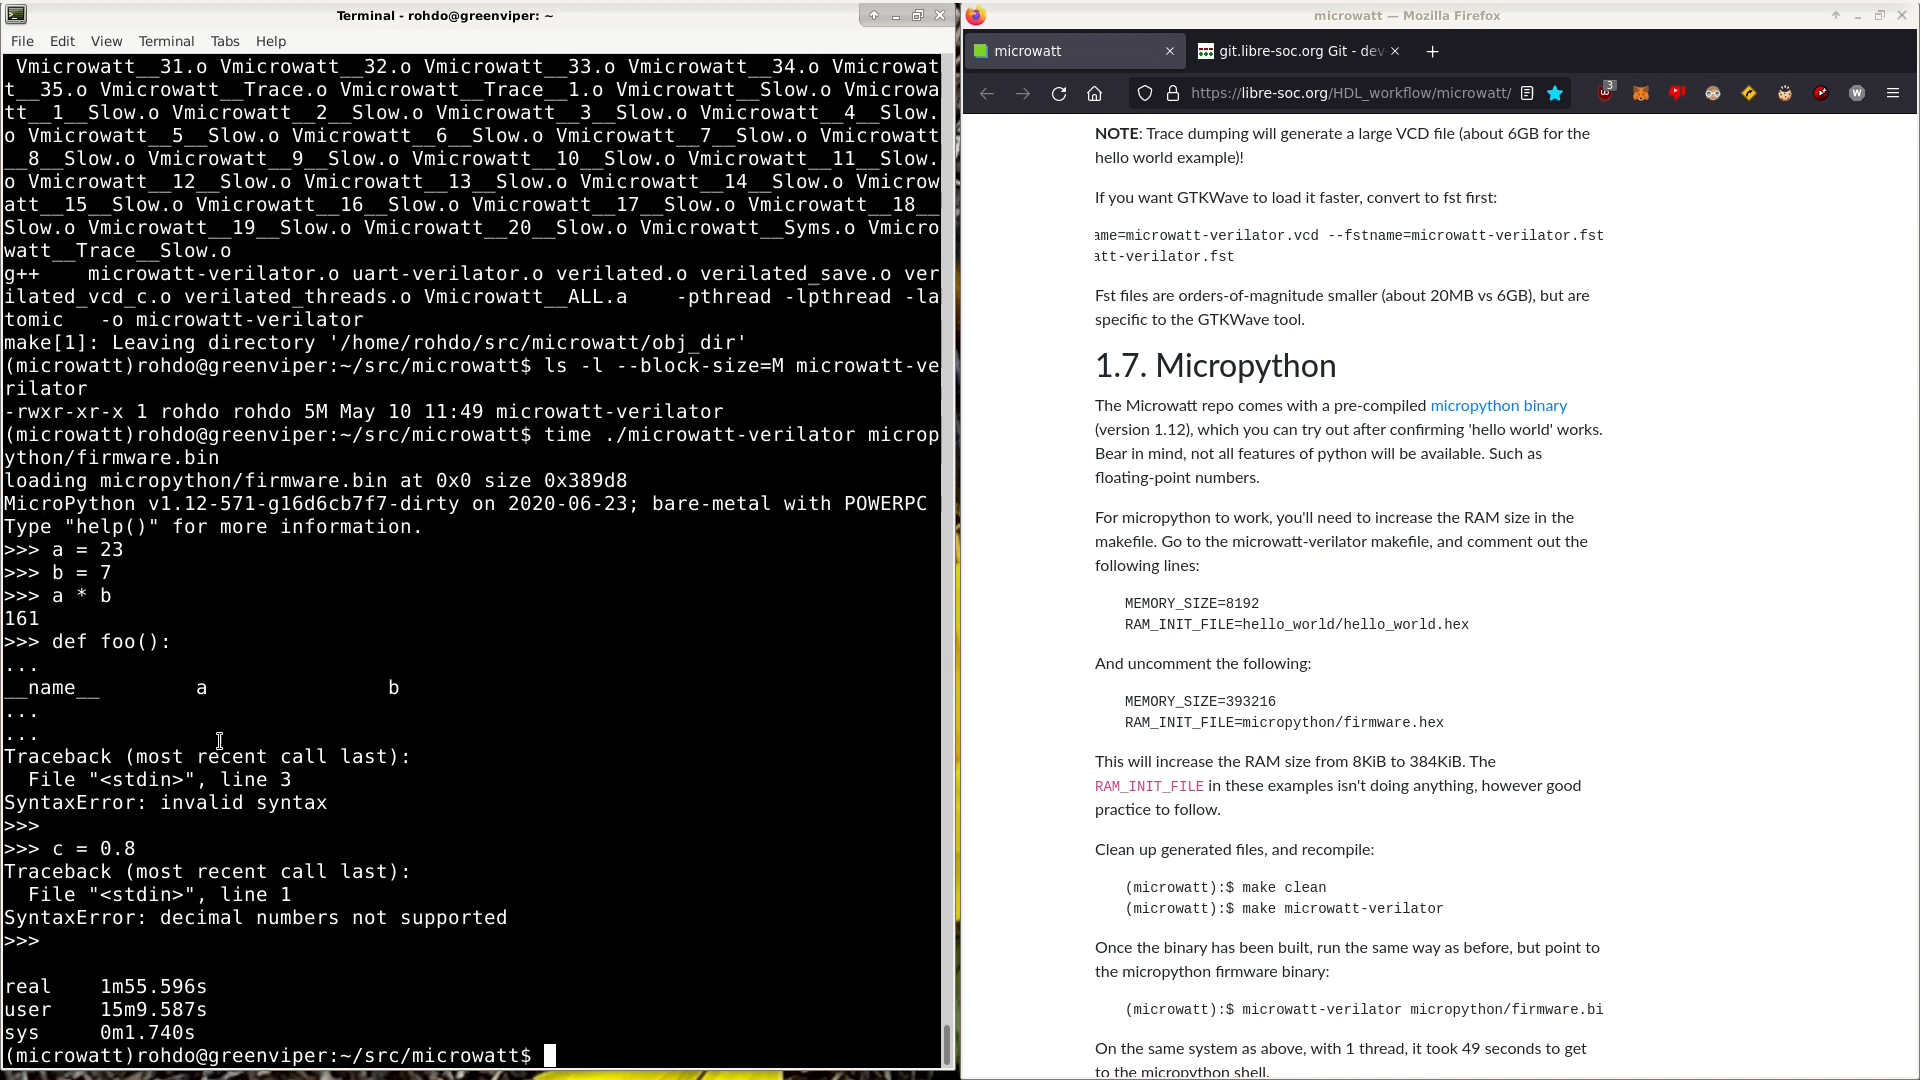 Terminal - rohdo@greenviper: ~
File Edit View Terminal Tabs Help
 Vmicrowatt__31.o Vmicrowatt__32.o Vmicrowatt__33.o Vmicrowatt__34.o Vmicrowat
t__35.o Vmicrowatt__Trace.o Vmicrowatt__Trace__1.o Vmicrowatt__Slow.o Vmicrowa
tt__1__Slow.o Vmicrowatt__2__Slow.o Vmicrowatt__3__Slow.o Vmicrowatt__4__Slow.
o Vmicrowatt__5__Slow.o Vmicrowatt__6__Slow.o Vmicrowatt__7__Slow.o Vmicrowatt
__8__Slow.o Vmicrowatt__9__Slow.o Vmicrowatt__10__Slow.o Vmicrowatt__11__Slow.
o Vmicrowatt__12__Slow.o Vmicrowatt__13__Slow.o Vmicrowatt__14__Slow.o Vmicrow
att__15__Slow.o Vmicrowatt__16__Slow.o Vmicrowatt__17__Slow.o Vmicrowatt__18__
Slow.o Vmicrowatt__19__Slow.o Vmicrowatt__20__Slow.o Vmicrowatt__Syms.o Vmicro
watt__Trace__Slow.o
g++    microwatt-verilator.o uart-verilator.o verilated.o verilated_save.o ver
ilated_vcd_c.o verilated_threads.o Vmicrowatt__ALL.a    -pthread -lpthread -la
tomic   -o microwatt-verilator
make[1]: Leaving directory '/home/rohdo/src/microwatt/obj_dir'
(microwatt)rohdo@greenviper:~/src/microwatt$ ls -l --block-size=M microwatt-ve
rilator
-rwxr-xr-x 1 rohdo rohdo 5M May 10 11:49 microwatt-verilator
(microwatt)rohdo@greenviper:~/src/microwatt$ time ./microwatt-verilator microp
ython/firmware.bin
loading micropython/firmware.bin at 0x0 size 0x389d8
MicroPython v1.12-571-g16d6cb7f7-dirty on 2020-06-23; bare-metal with POWERPC
Type "help()" for more information.
>>> a = 23
>>> b = 7
>>> a * b
161
>>> def foo():
...
__name__        a               b
...
...
Traceback (most recent call last):
  File "<stdin>", line 3
SyntaxError: invalid syntax
>>>
>>> c = 0.8
Traceback (most recent call last):
  File "<stdin>", line 1
SyntaxError: decimal numbers not supported
>>>
real    1m55.596s
user    15m9.587s
sys     0m1.740s
(microwatt)rohdo@greenviper:~/src/microwatt$
microwatt — Mozilla Firefox
microwatt
git.libre-soc.org Git - dev
https://libre-soc.org/HDL_workflow/microwatt/
3
W
NOTE: Trace dumping will generate a large VCD file (about 6GB for the
hello world example)!
If you want GTKWave to load it faster, convert to fst first:
ame=microwatt-verilator.vcd --fstname=microwatt-verilator.fst
att-verilator.fst
Fst files are orders-of-magnitude smaller (about 20MB vs 6GB), but are
specific to the GTKWave tool.
1.7. Micropython
The Microwatt repo comes with a pre-compiled micropython binary
(version 1.12), which you can try out after confirming 'hello world' works.
Bear in mind, not all features of python will be available. Such as
floating-point numbers.
For micropython to work, you'll need to increase the RAM size in the
makefile. Go to the microwatt-verilator makefile, and comment out the
following lines:
MEMORY_SIZE=8192
RAM_INIT_FILE=hello_world/hello_world.hex
And uncomment the following:
MEMORY_SIZE=393216
RAM_INIT_FILE=micropython/firmware.hex
This will increase the RAM size from 8KiB to 384KiB. The
RAM_INIT_FILE in these examples isn't doing anything, however good
practice to follow.
Clean up generated files, and recompile:
(microwatt):$ make clean
(microwatt):$ make microwatt-verilator
Once the binary has been built, run the same way as before, but point to
the micropython firmware binary:
(microwatt):$ microwatt-verilator micropython/firmware.bi
On the same system as above, with 1 thread, it took 49 seconds to get
to the micropython shell.